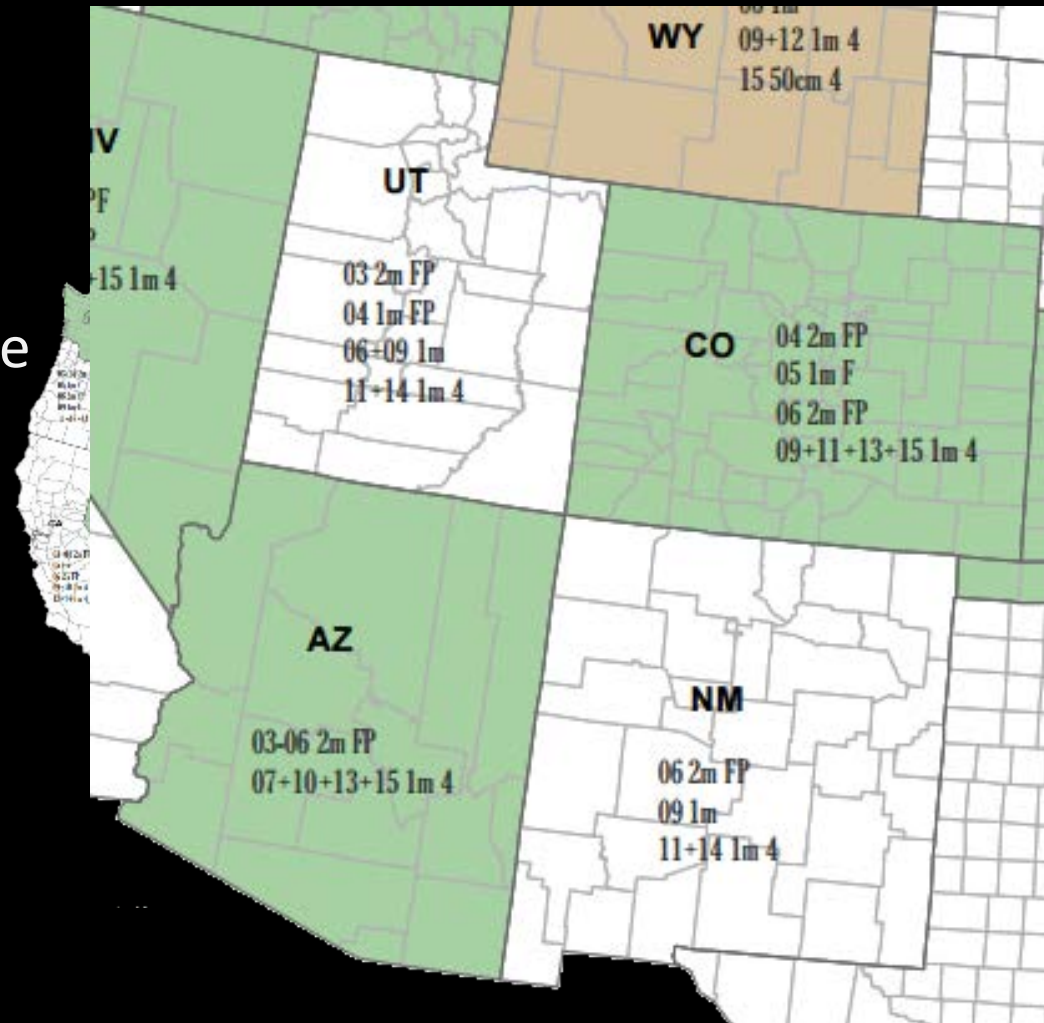 WY
09+12 1m 4
15 50cm 4
UT
03 2m FP
04 1m FP
06+09 1m
11+14 1m 4
+15 1m 4
e
CO
04 2m FP
05 1m F
06 2m FP
09+11+13+15 1m 4
CA
AZ
03-06 2m FP
07+10+13+15 1m 4
NM
06 2m FP
09 1m
11+14 1m 4